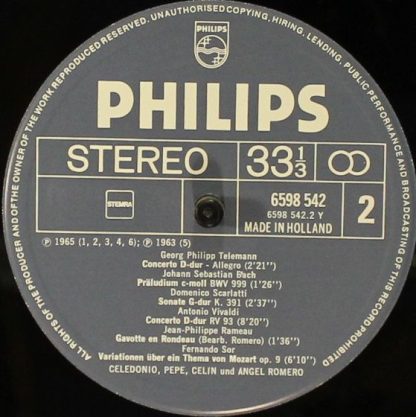 ALL RIGHTS OF THE PRODUCER AND OF THE OWNER OF THE WORK REPRODUCED RESERVED. UNAUTHORISED COPYING, HIRING, LENDING, PUBLIC PERFORMANCE AND BROADCASTING OF THIS RECORD PROHIBITED
PHILIPS
PHILIPS
STEREO
33 1/3
STEMRA
6598 542
6598 542.2 Y
MADE IN HOLLAND
2
Ⓟ 1965 (1, 2, 3, 4, 6); Ⓟ 1963 (5)
Georg Philipp Telemann
Concerto D-dur - Allegro (2'21")
Johann Sebastian Bach
Präludium c-moll BWV 999 (1'26")
Domenico Scarlatti
Sonate G-dur K. 391 (2'37")
Antonio Vivaldi
Concerto D-dur RV 93 (8'20")
Jean-Philippe Rameau
Gavotte en Rondeau (Bearb. Romero) (1'36")
Fernando Sor
Variationen über ein Thema von Mozart op. 9 (6'10")
CELEDONIO, PEPE, CELIN und ANGEL ROMERO